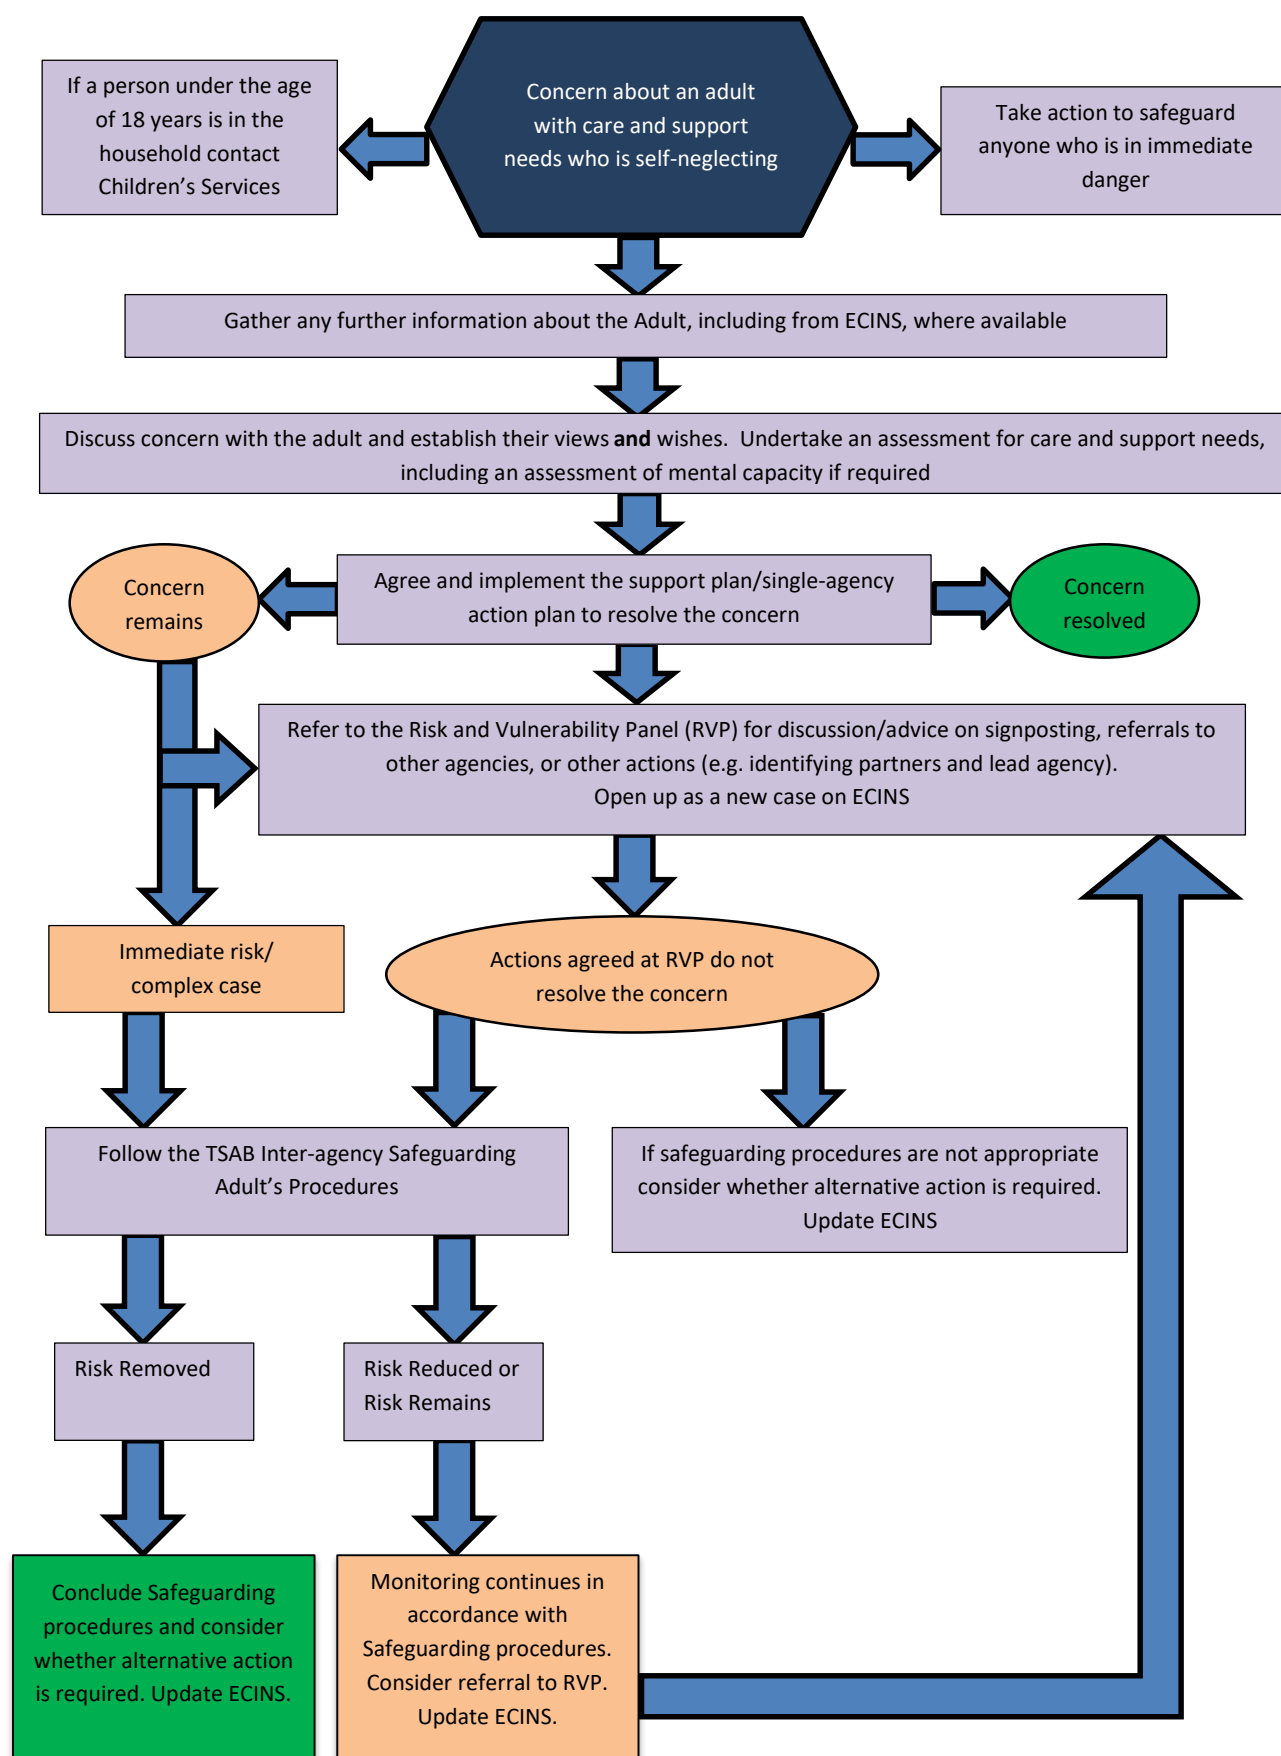 If a person under the age
of 18 years is in the
household contact
Children’s Services
Concern about an adult
with care and support
needs who is self-neglecting
Take action to safeguard
anyone who is in immediate
danger
Gather any further information about the Adult, including from ECINS, where available
Discuss concern with the adult and establish their views and wishes.  Undertake an assessment for care and support needs,
including an assessment of mental capacity if required
Concern
remains
Agree and implement the support plan/single-agency
action plan to resolve the concern
Concern
resolved
Refer to the Risk and Vulnerability Panel (RVP) for discussion/advice on signposting, referrals to
other agencies, or other actions (e.g. identifying partners and lead agency).
Open up as a new case on ECINS
Immediate risk/
complex case
Actions agreed at RVP do not
resolve the concern
Follow the TSAB Inter-agency Safeguarding
Adult’s Procedures
If safeguarding procedures are not appropriate
consider whether alternative action is required.
Update ECINS
Risk Removed
Risk Reduced or
Risk Remains
Conclude Safeguarding
procedures and consider
whether alternative action
is required. Update ECINS.
Monitoring continues in
accordance with
Safeguarding procedures.
Consider referral to RVP.
Update ECINS.